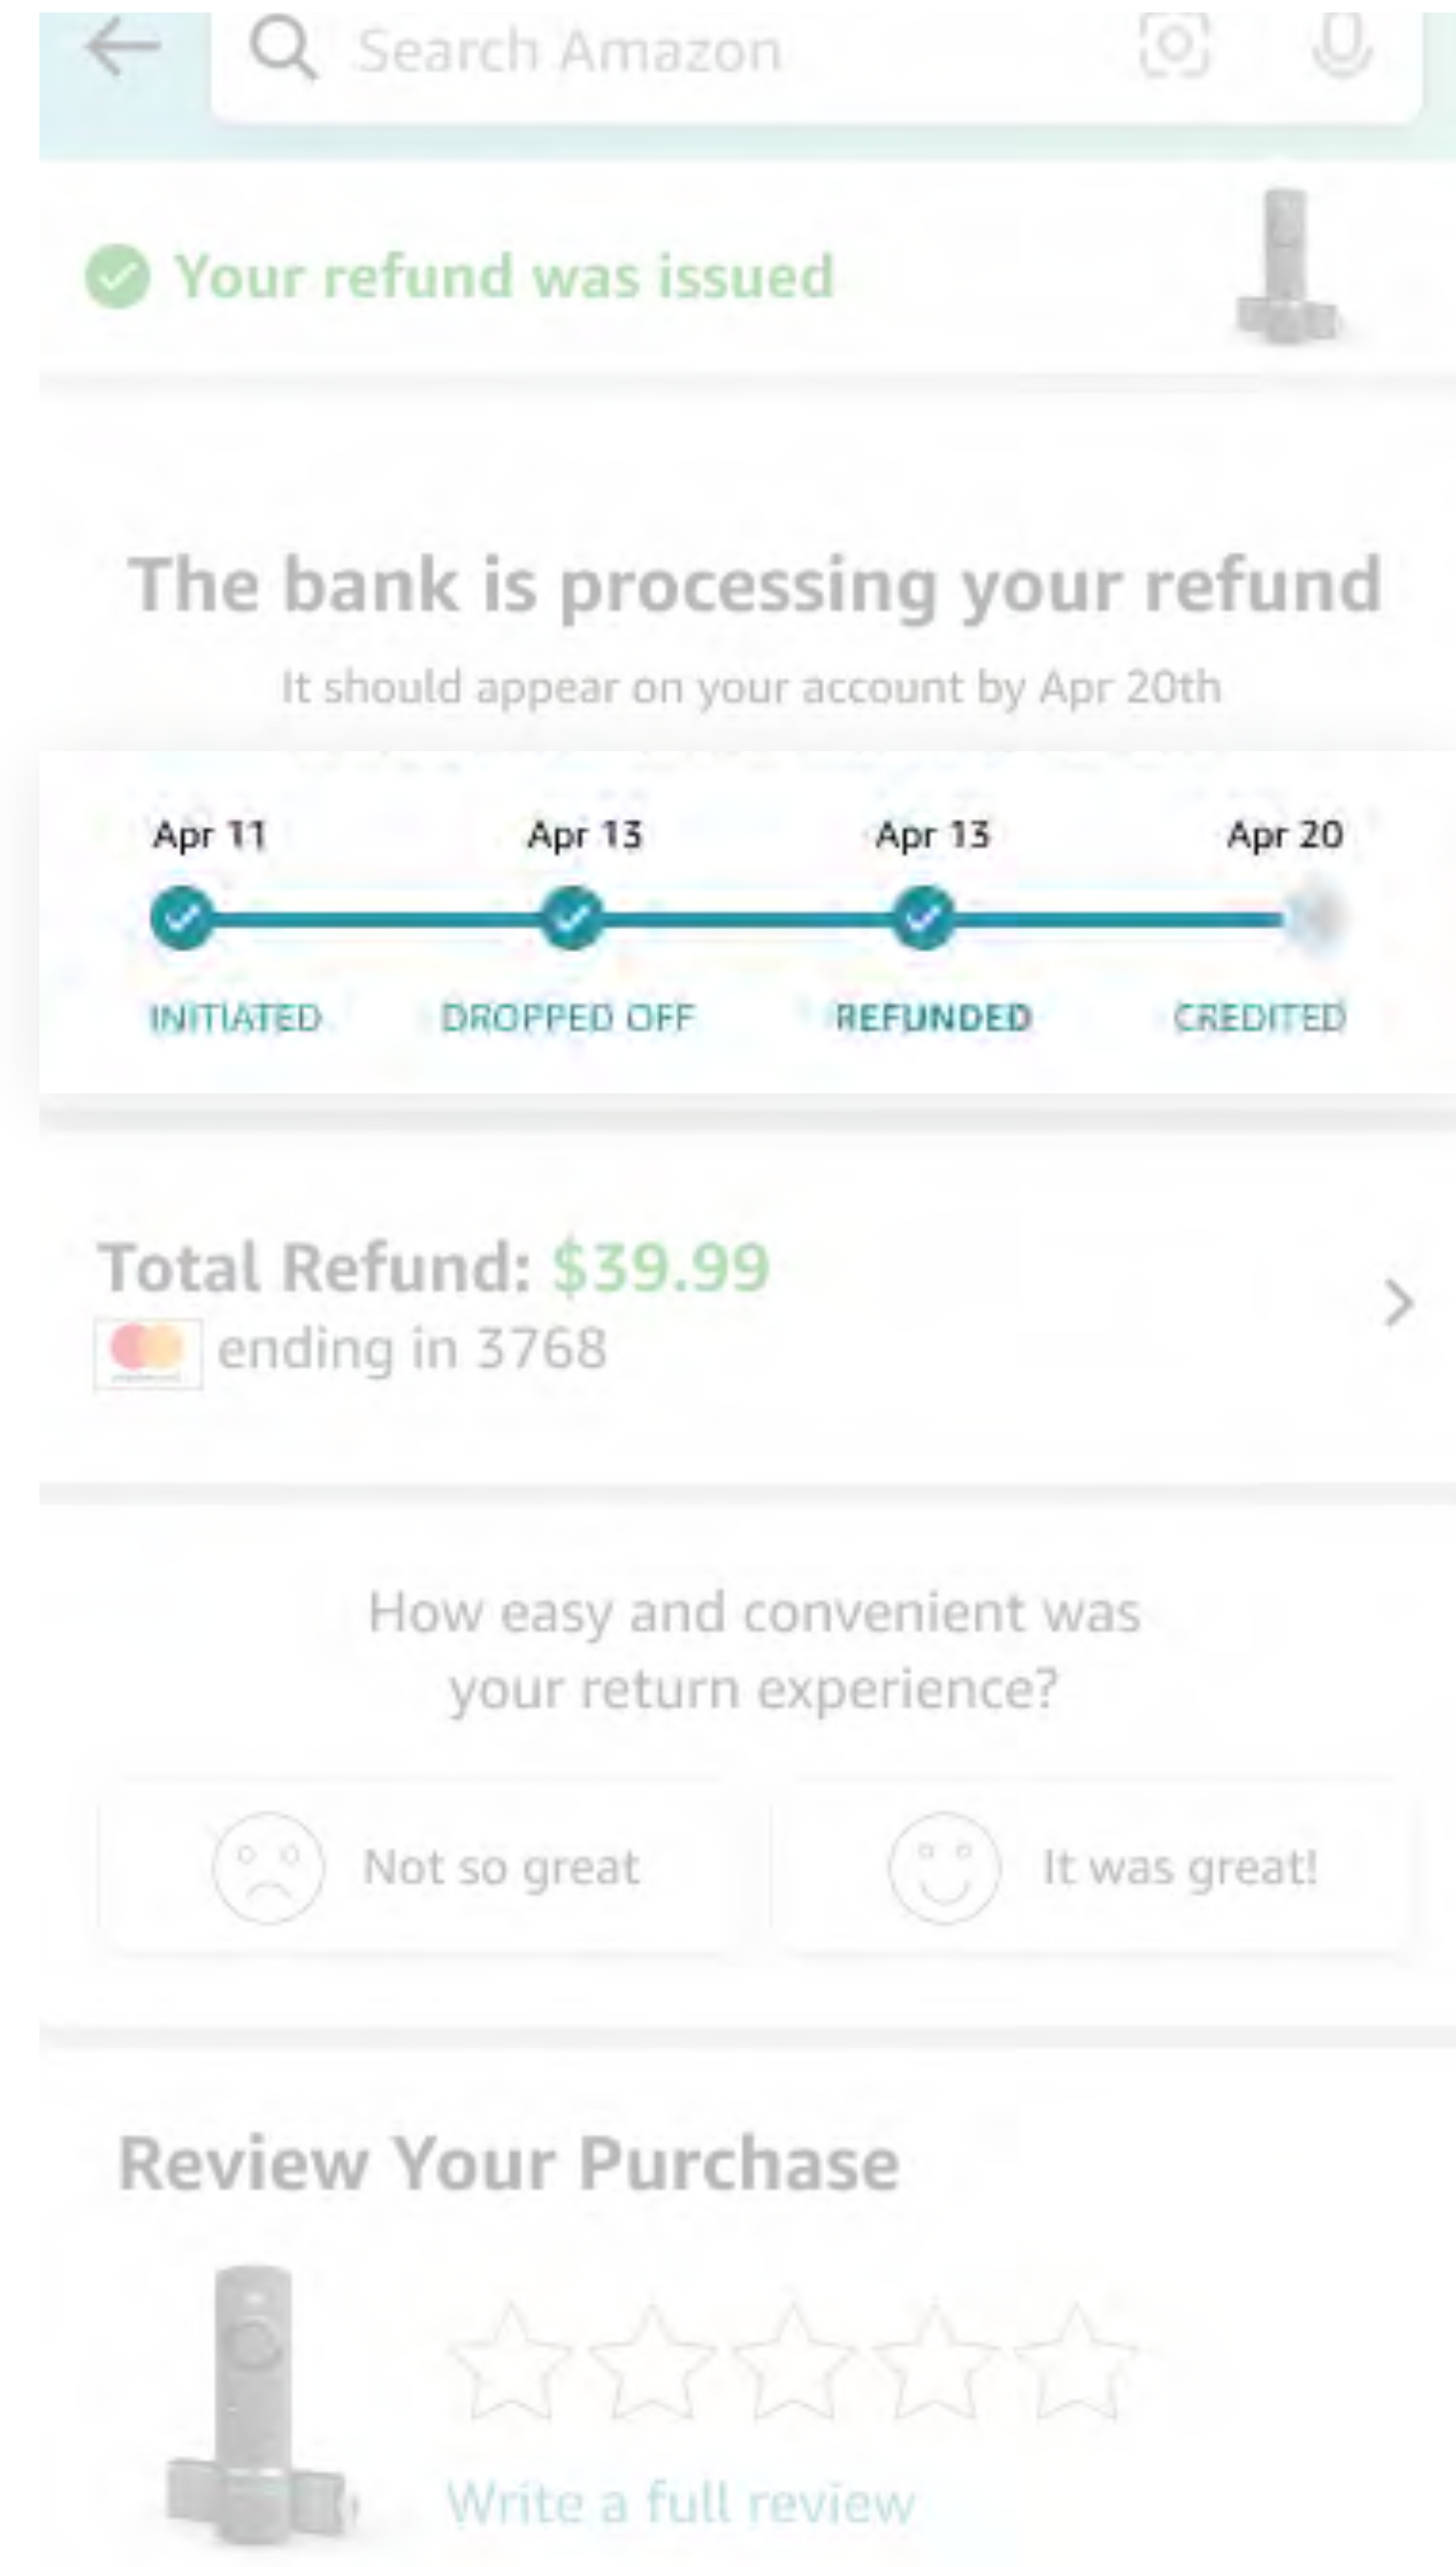 Search Amazon
Your refund was issued
The bank is processing your refund
It should appear on your account by Apr 20th
Apr 11 Apr 13 Apr 13 Apr 20
INITIATED DROPPED OFF REFUNDED CREDITED
Total Refund: $39.99
ending in 3768
How easy and convenient was
your return experience?
Not so great It was great!
Review Your Purchase
Write a full review